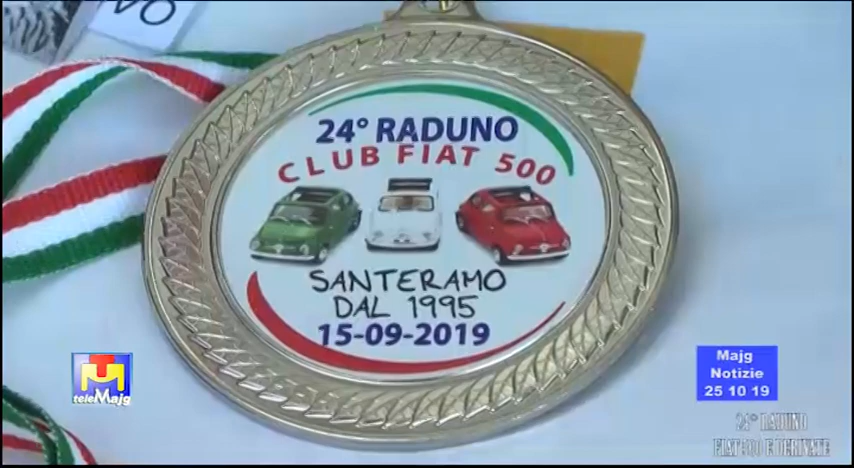 VO
24° RADUNO
CLUB FIAT 500
SANTERAMO
DAL 1995
15-09-2019
teleMajg
Majg
Notizie
25 10 19
24° RADUNO
FIAT 500 E DERIVATE